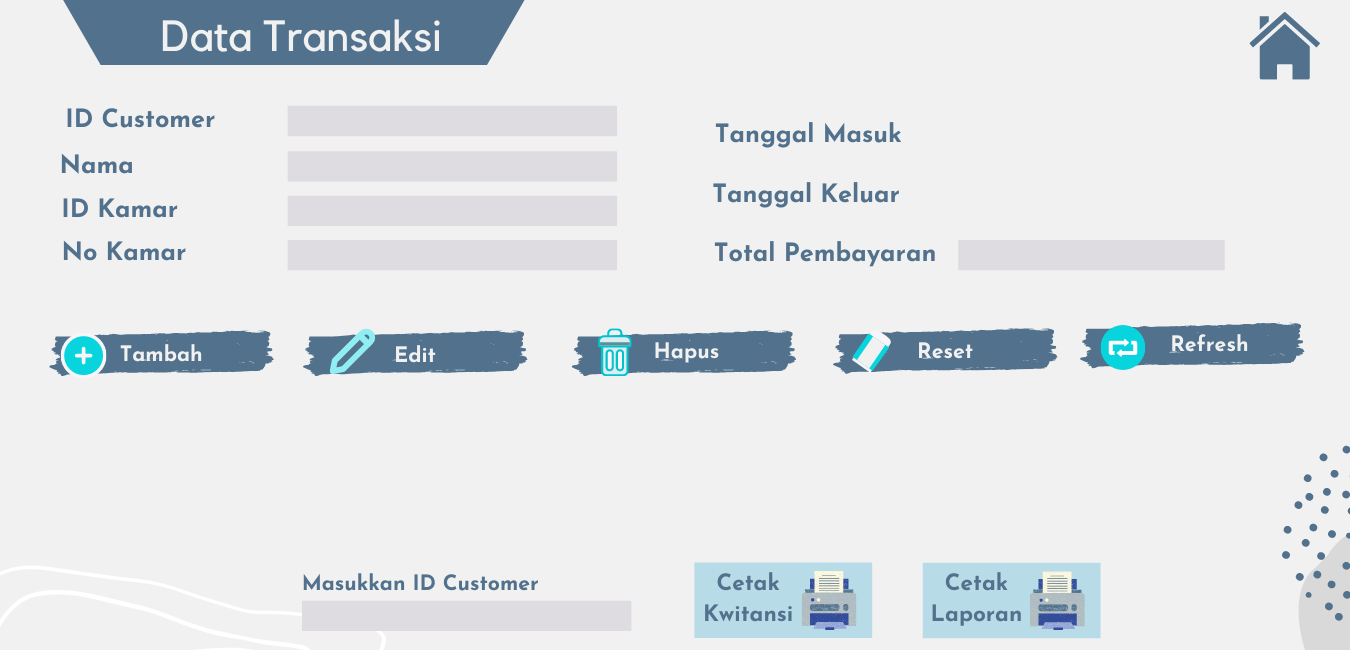 Data Transaksi
ID Customer
Nama
ID Kamar
No Kamar
Tanggal Masuk
Tanggal Keluar
Total Pembayaran
Tambah
Edit
Hapus
Reset
Refresh
Masukkan ID Customer
Cetak
Kwitansi
Cetak
Laporan